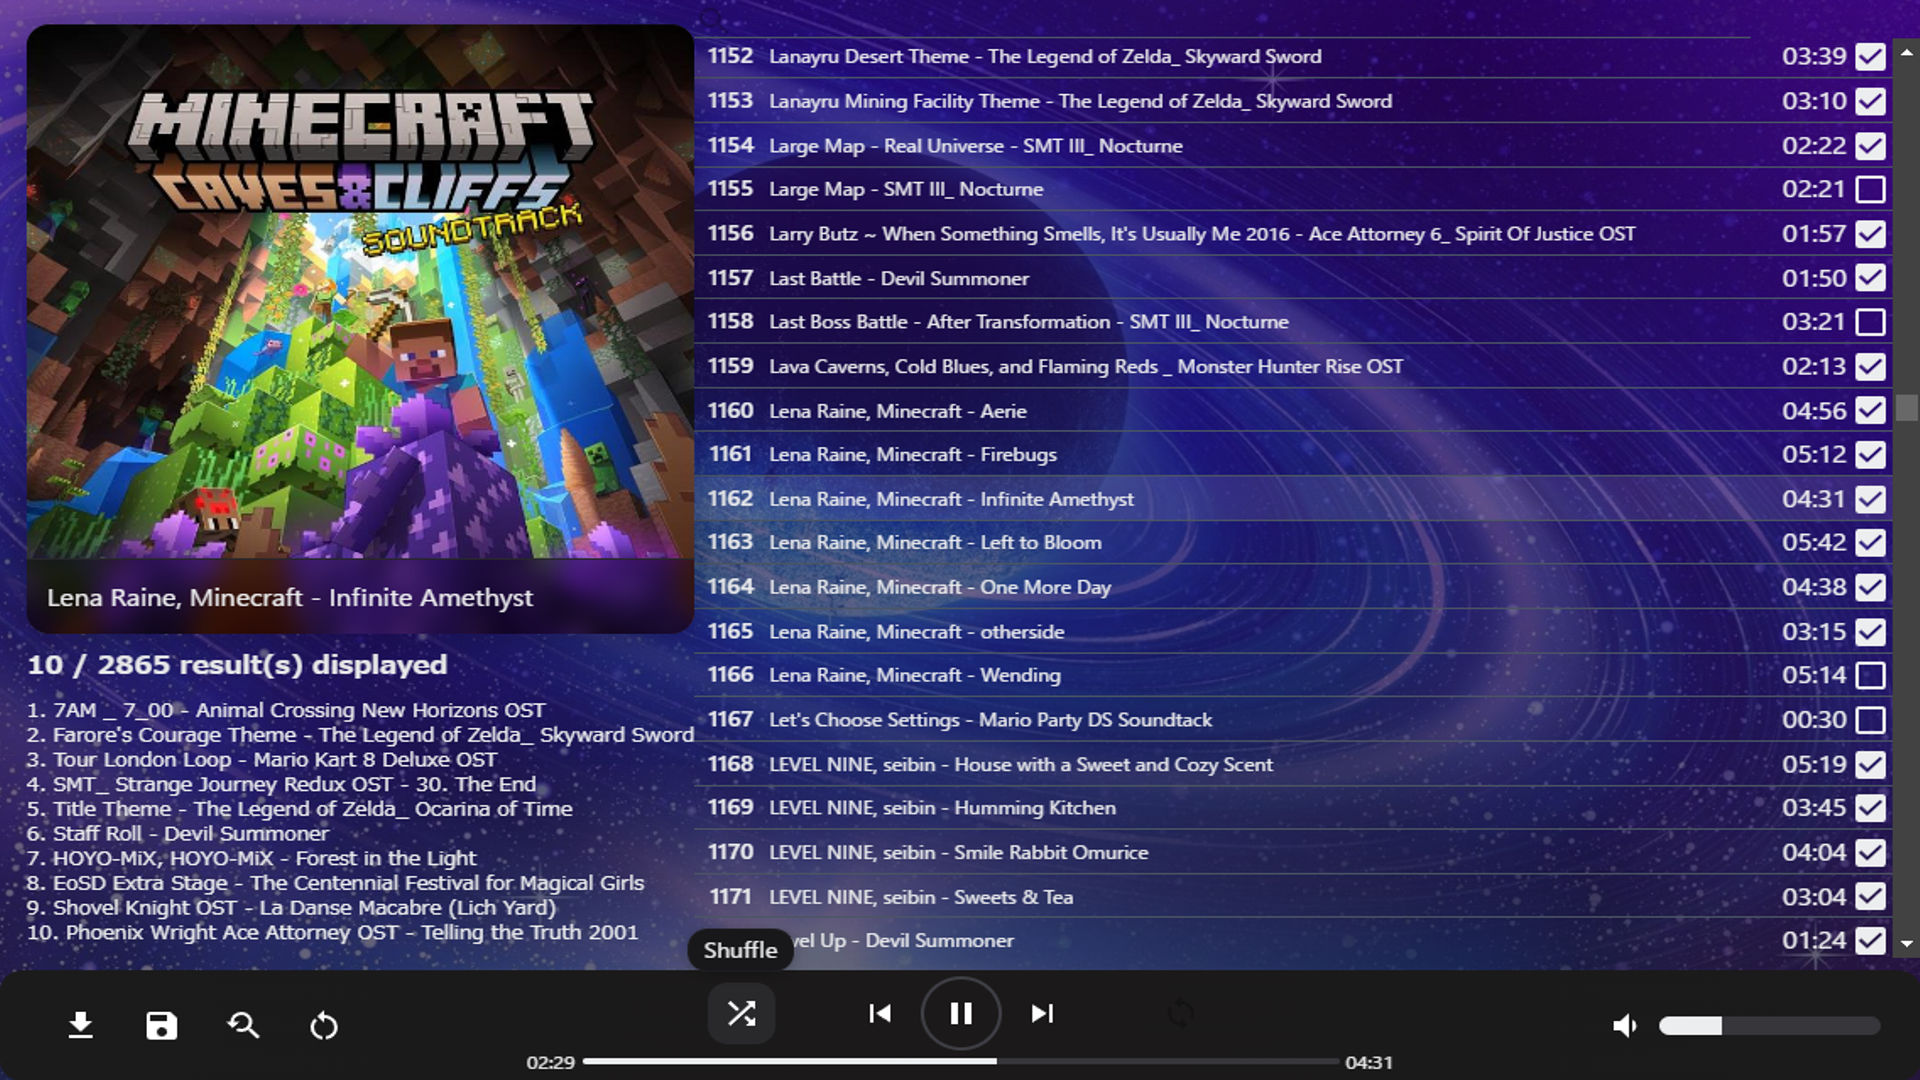 MINECRAFT
CAVES & CLIFFS
SOUNDTRACK
Lena Raine, Minecraft - Infinite Amethyst
10 / 2865 result(s) displayed
1. 7AM _ 7_00 - Animal Crossing New Horizons OST
2. Farore's Courage Theme - The Legend of Zelda_ Skyward Sword
3. Tour London Loop - Mario Kart 8 Deluxe OST
4. SMT_ Strange Journey Redux OST - 30. The End
5. Title Theme - The Legend of Zelda_ Ocarina of Time
6. Staff Roll - Devil Summoner
7. HOYO-MiX, HOYO-MiX - Forest in the Light
8. EoSD Extra Stage - The Centennial Festival for Magical Girls
9. Shovel Knight OST - La Danse Macabre (Lich Yard)
10. Phoenix Wright Ace Attorney OST - Telling the Truth 2001
1152 Lanayru Desert Theme - The Legend of Zelda_ Skyward Sword 03:39
1153 Lanayru Mining Facility Theme - The Legend of Zelda_ Skyward Sword 03:10
1154 Large Map - Real Universe - SMT III_ Nocturne 02:22
1155 Large Map - SMT III_ Nocturne 02:21
1156 Larry Butz ~ When Something Smells, It's Usually Me 2016 - Ace Attorney 6_ Spirit Of Justice OST 01:57
1157 Last Battle - Devil Summoner 01:50
1158 Last Boss Battle - After Transformation - SMT III_ Nocturne 03:21
1159 Lava Caverns, Cold Blues, and Flaming Reds _ Monster Hunter Rise OST 02:13
1160 Lena Raine, Minecraft - Aerie 04:56
1161 Lena Raine, Minecraft - Firebugs 05:12
1162 Lena Raine, Minecraft - Infinite Amethyst 04:31
1163 Lena Raine, Minecraft - Left to Bloom 05:42
1164 Lena Raine, Minecraft - One More Day 04:38
1165 Lena Raine, Minecraft - otherside 03:15
1166 Lena Raine, Minecraft - Wending 05:14
1167 Let's Choose Settings - Mario Party DS Soundtack 00:30
1168 LEVEL NINE, seibin - House with a Sweet and Cozy Scent 05:19
1169 LEVEL NINE, seibin - Humming Kitchen 03:45
1170 LEVEL NINE, seibin - Smile Rabbit Omurice 04:04
1171 LEVEL NINE, seibin - Sweets & Tea 03:04
vel Up - Devil Summoner 01:24
Shuffle
02:29
04:31